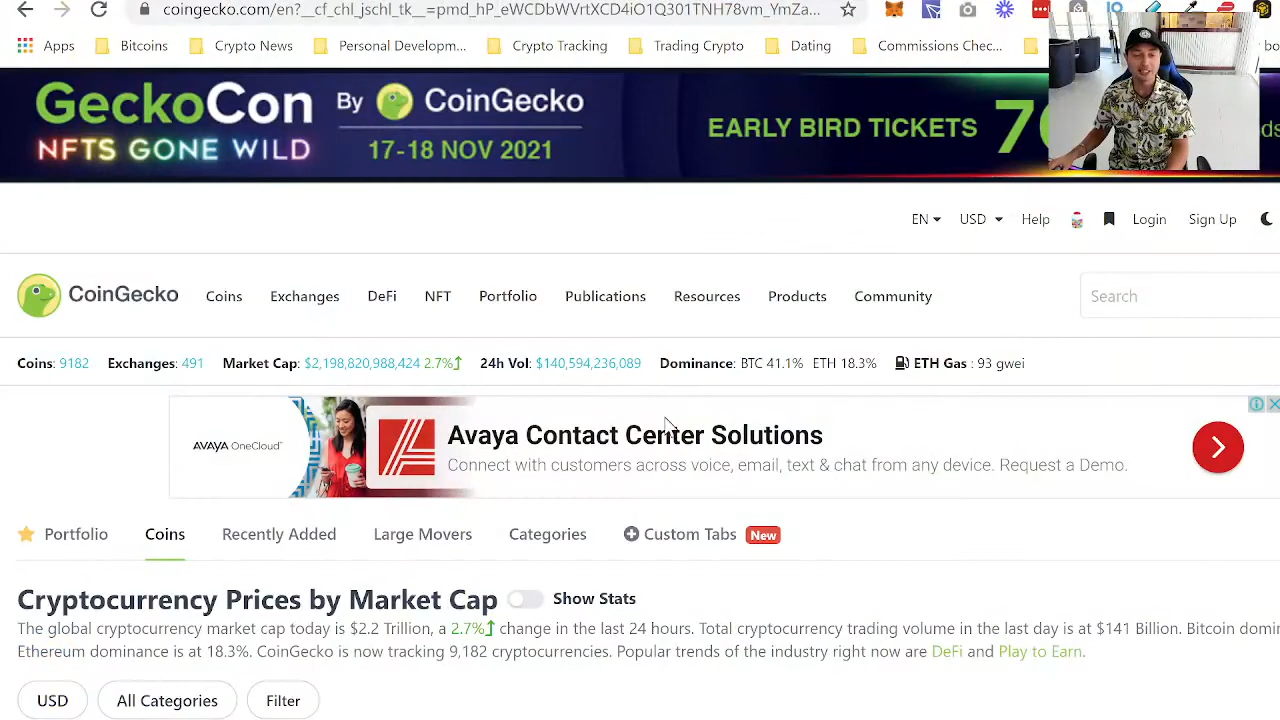 coingecko.com/en?__cf_chl_jschl_tk__=pmd_hP_eWCDbWVrtXCD4iO1Q301TNH78vm_YmZa...
Apps Bitcoins Crypto News Personal Developm... Crypto Tracking Trading Crypto Dating Commissions Chec...
GeckoCon By CoinGecko
NFTS GONE WILD 17-18 NOV 2021
EARLY BIRD TICKETS
EN USD Help Login Sign Up
CoinGecko Coins Exchanges DeFi NFT Portfolio Publications Resources Products Community Search
Coins: 9182 Exchanges: 491 Market Cap: $2,198,820,988,424 2.7% 24h Vol: $140,594,236,089 Dominance: BTC 41.1% ETH 18.3% ETH Gas : 93 gwei
AVAYA OneCloud
Avaya Contact Center Solutions
Connect with customers across voice, email, text & chat from any device. Request a Demo.
Portfolio Coins Recently Added Large Movers Categories Custom Tabs New
Cryptocurrency Prices by Market Cap Show Stats
The global cryptocurrency market cap today is $2.2 Trillion, a 2.7% change in the last 24 hours. Total cryptocurrency trading volume in the last day is at $141 Billion. Bitcoin domi
Ethereum dominance is at 18.3%. CoinGecko is now tracking 9,182 cryptocurrencies. Popular trends of the industry right now are DeFi and Play to Earn.
USD All Categories Filter